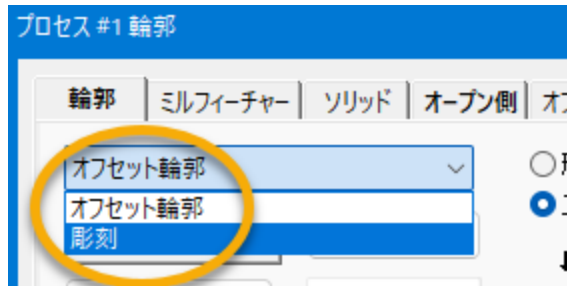 プロセス #1 輪郭
輪郭 ミルフィーチャー ソリッド オープン側
オフセット輪郭
オフセット輪郭
彫刻